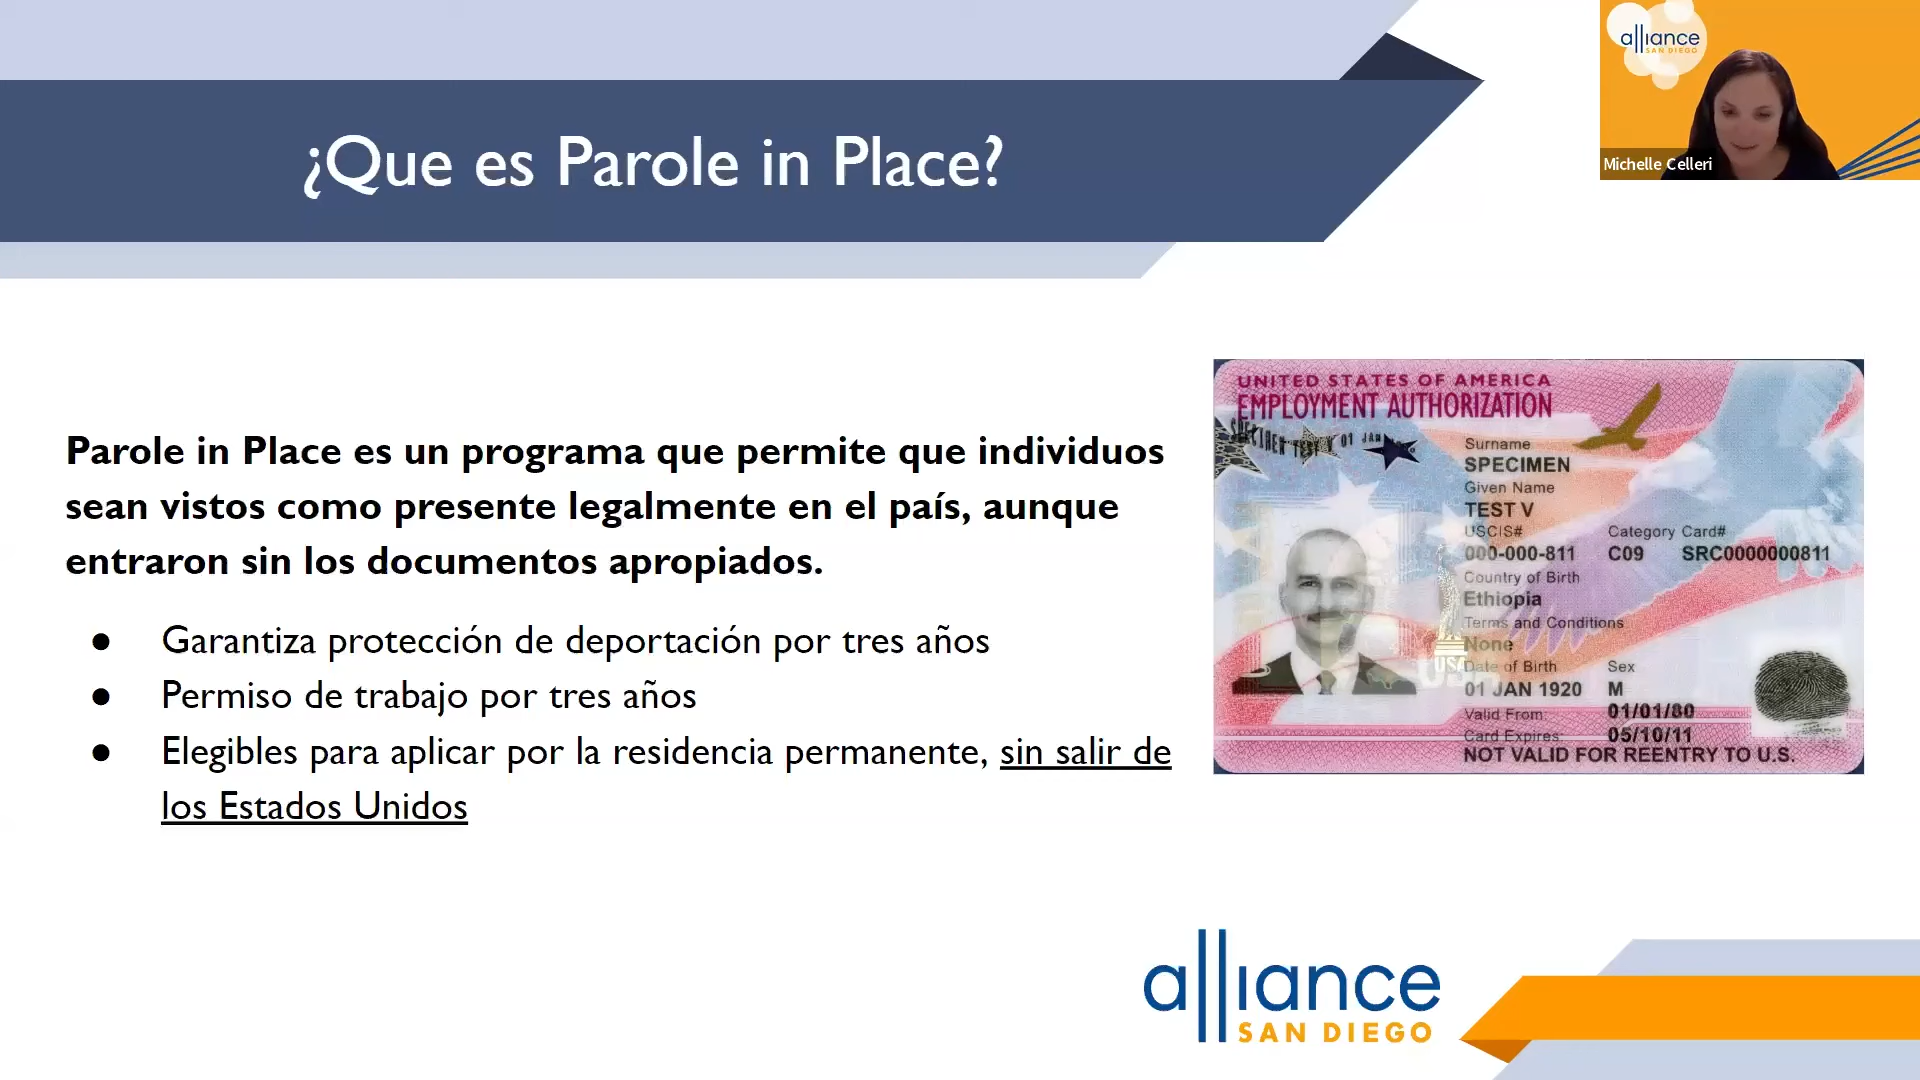 ¿Que es Parole in Place?
alliance
SAN DIEGO
Michelle Celleri
Parole in Place es un programa que permite que individuos
sean vistos como presente legalmente en el país, aunque
entraron sin los documentos apropiados.
● Garantiza protección de deportación por tres años
● Permiso de trabajo por tres años
● Elegibles para aplicar por la residencia permanente, sin salir de
los Estados Unidos
UNITED STATES OF AMERICA
EMPLOYMENT AUTHORIZATION
Surname
SPECIMEN
Given Name
TEST V
USCIS# Category Card#
000-000-811 C09 SRC0000000811
Country of Birth
Ethiopia
Terms and Conditions
None
Date of Birth Sex
01 JAN 1920 M
Valid From: 01/01/80
Card Expires: 05/10/11
NOT VALID FOR REENTRY TO U.S.
alliance
SAN DIEGO